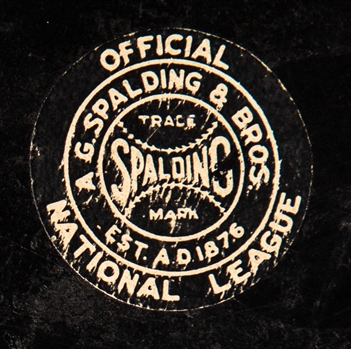 OFFICIAL
A.G. SPALDING & BROS.
TRADE
SPALDING
MARK
EST. A.D. 1876
NATIONAL LEAGUE